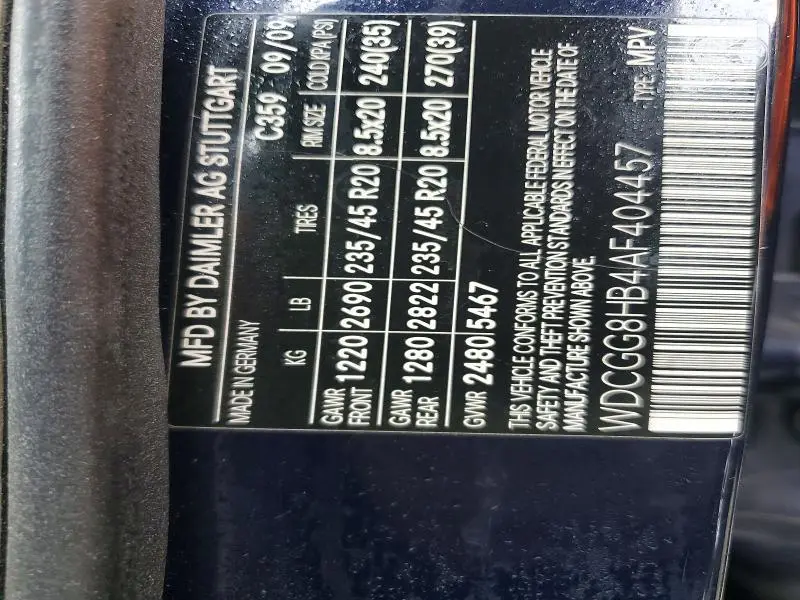 MFD BY DAIMLER AG STUTTGART
MADE IN GERMANY C359 09/09
KG LB TIRES RIM SIZE COLD KPA (PSI)
GAWR FRONT 1220 2690 235/45 R20 8.5x20 240(35)
GAWR REAR 1280 2822 235/45 R20 8.5x20 270(39)
GVWR 2480 5467
THIS VEHICLE CONFORMS TO ALL APPLICABLE FEDERAL MOTOR VEHICLE
SAFETY AND THEFT PREVENTION STANDARDS IN EFFECT ON THE DATE OF
MANUFACTURE SHOWN ABOVE.
WDCGG8HB4AF404457 TYPE: MPV